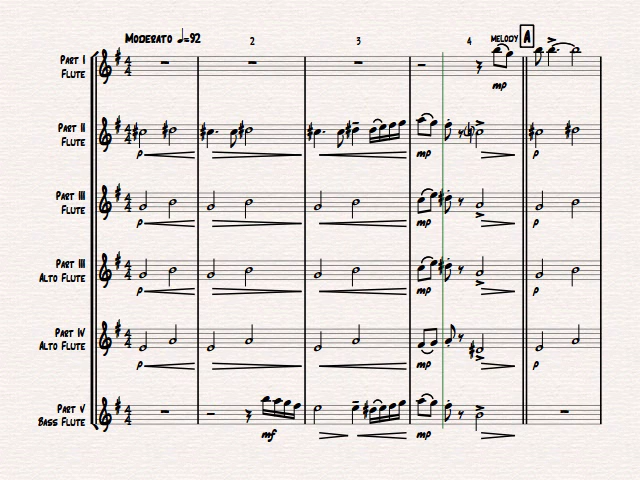 Moderato ♩=92
2
3
4
Melody
A
Part I
Flute
mp
Part II
Flute
p
mp
p
Part III
Flute
p
mp
p
Part III
Alto Flute
p
mp
p
Part IV
Alto Flute
p
mp
p
Part V
Bass Flute
mf
mp